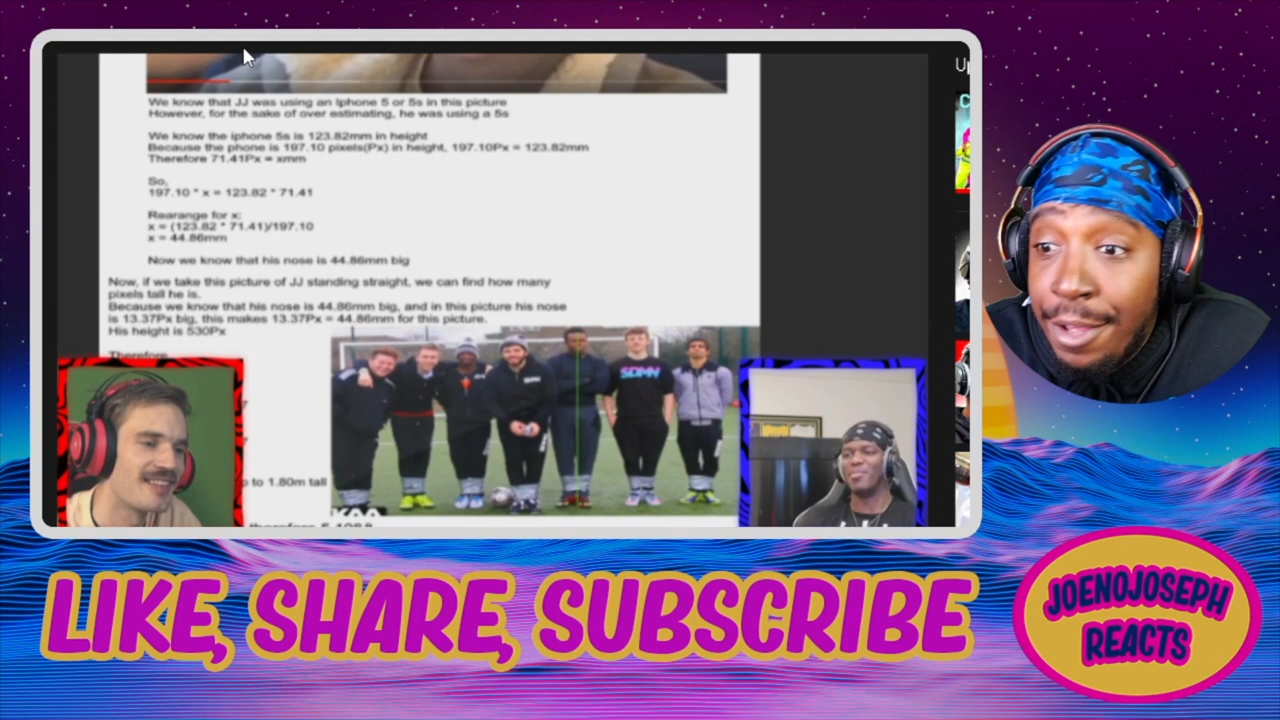 We know that JJ was using an Iphone 5 or 5s in this picture
However, for the sake of over estimating, he was using a 5s
We know the iphone 5s is 123.82mm in height
Because the phone is 197.10 pixels(Px) in height, 197.10Px = 123.82mm
Therefore 71.41Px = xmm
So,
197.10 * x = 123.82 * 71.41
Rearange for x:
x = (123.82 * 71.41)/197.10
x = 44.86mm
Now we know that his nose is 44.86mm big
Now, if we take this picture of JJ standing straight, we can find how many
pixels tall he is.
Because we know that his nose is 44.86mm big, and in this picture his nose
is 13.37Px big, this makes 13.37Px = 44.86mm for this picture.
His height is 530Px
Therefore
SDMN
to 1.80m tall
LIKE, SHARE, SUBSCRIBE
JOENOJOSEPH
REACTS